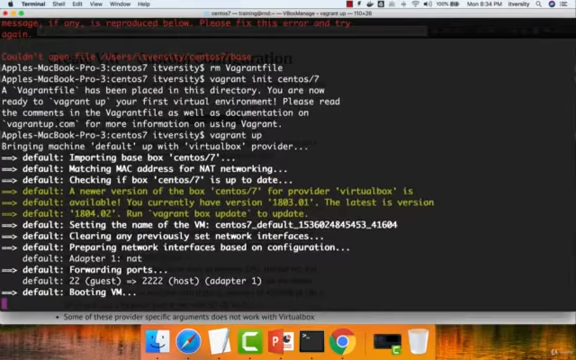 Terminal Shell Edit View Window Help
100%
Mon 8:34 PM itversity
centos7 — training@rnd:~ — VBoxManage ‹ vagrant up — 110×28
message, if any, is reproduced below. Please fix this error and try
again.
Couldn't open file /Users/itversity/centos7/base
Apples-MacBook-Pro-3:centos7 itversity$ rm Vagrantfile
Apples-MacBook-Pro-3:centos7 itversity$ vagrant init centos/7
A `Vagrantfile` has been placed in this directory. You are now
ready to `vagrant up` your first virtual environment! Please read
the comments in the Vagrantfile as well as documentation on
`vagrantup.com` for more information on using Vagrant.
Apples-MacBook-Pro-3:centos7 itversity$ vagrant up
Bringing machine 'default' up with 'virtualbox' provider...
==> default: Importing base box 'centos/7'...
==> default: Matching MAC address for NAT networking...
==> default: Checking if box 'centos/7' is up to date...
==> default: A newer version of the box 'centos/7' for provider 'virtualbox' is
==> default: available! You currently have version '1803.01'. The latest is version
==> default: '1804.02'. Run `vagrant box update` to update.
==> default: Setting the name of the VM: centos7_default_1536024845453_41604
==> default: Clearing any previously set network interfaces...
==> default: Preparing network interfaces based on configuration...
default: Adapter 1: nat
==> default: Forwarding ports...
default: 22 (guest) => 2222 (host) (adapter 1)
==> default: Booting VM...
• Some of these provider specific arguments does not work with Virtualbox